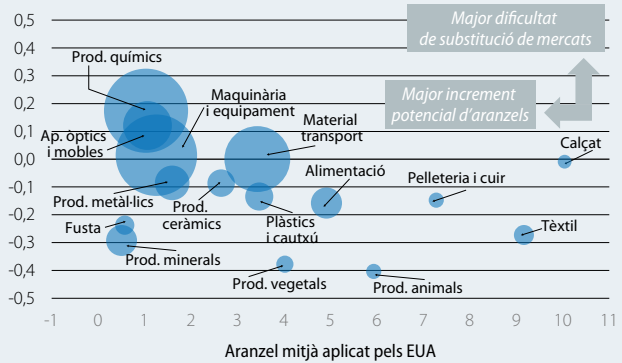 0,5
0,4
0,3
0,2
0,1
0,0
-0,1
-0,2
-0,3
-0,4
-0,5
Major dificultat
de substitució de mercats
Major increment
potencial d'aranzels
Prod. químics
Maquinària
i equipament
Ap. òptics
i mobles
Material
transport
Calçat
Alimentació
Pelleteria i cuir
Prod. metàl·lics
Prod.
ceràmics
Fusta
Plàstics
i cautxú
Tèxtil
Prod. minerals
Prod. vegetals
Prod. animals
-1 0 1 2 3 4 5 6 7 8 9 10 11
Aranzel mitjà aplicat pels EUA